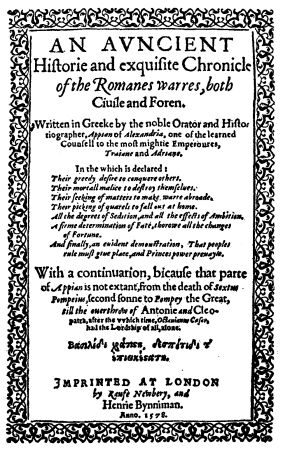 AN AVNCIENT
Historie and exquisite Chronicle
of the Romanes warres, both
Ciuile and Foren.
Written in Greeke by the noble Orator and Histo-
riographer, Appian of Alexandria, one of the learned
Counsell to the most mightie Emperoures,
Traiane and Adriane.
In the which is declared:
Their greedy desire to conquere others.
Their mortall malice to destroy themselues.
Their seeking of matters to make warre abroade.
Their picking of quarels to fall out at home.
All the degrees of Sedition, and all the effects of Ambition.
A firme determination of Fate, thorowe all the changes
of Fortune.
And finally, an euident demonstration, That peoples
rule must giue place, and Princes power preuayle.
With a continuation, bicause that parte
of Appian is not extant, from the death of Sextus
Pompeius, second sonne to Pompey the Great,
till the ouerthrow of Antonie and Cleo-
patra, after the vvhich time, Octauianus Cæsar,
had the Lordship of all, alone.
IMPRINTED AT LONDON
by Raufe Newbery, and
Henrie Bynniman.
Anno. 1578.